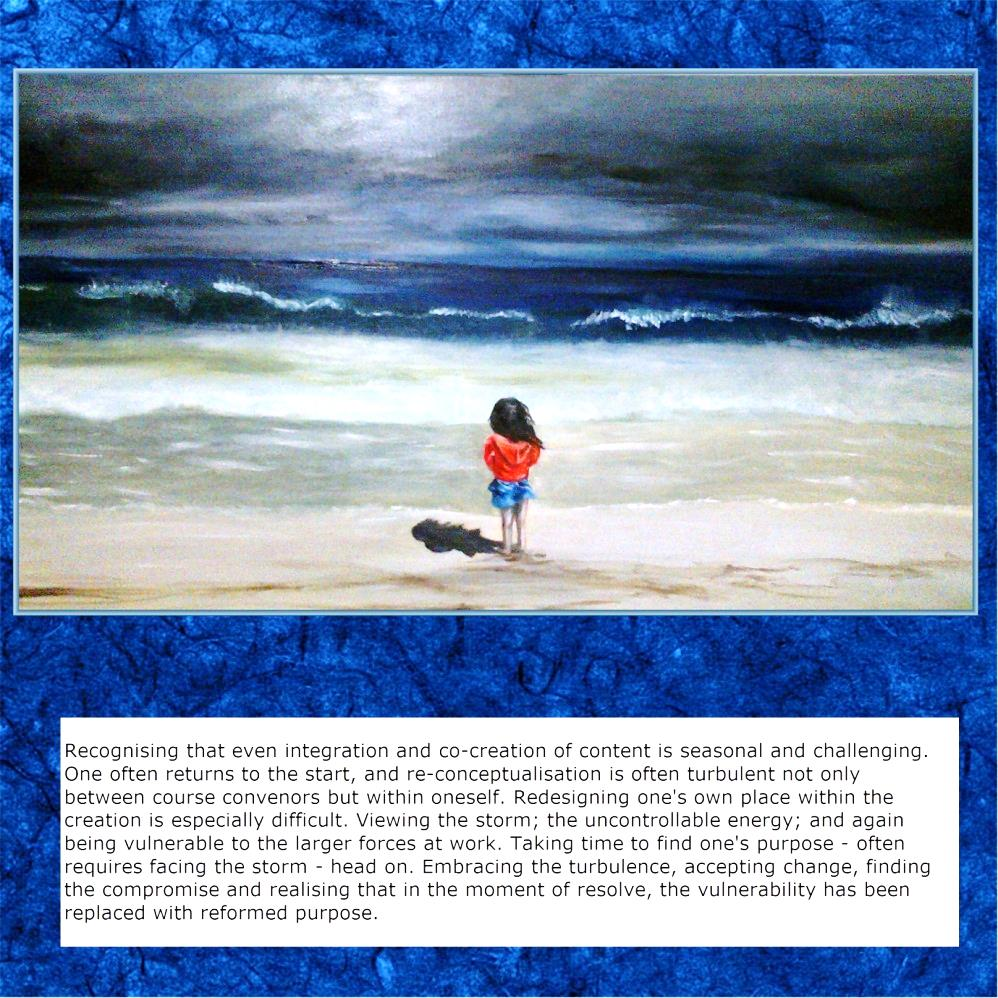 Recognising that even integration and co-creation of content is seasonal and challenging.
One often returns to the start, and re-conceptualisation is often turbulent not only
between course convenors but within oneself. Redesigning one's own place within the
creation is especially difficult. Viewing the storm; the uncontrollable energy; and again
being vulnerable to the larger forces at work. Taking time to find one's purpose - often
requires facing the storm - head on. Embracing the turbulence, accepting change, finding
the compromise and realising that in the moment of resolve, the vulnerability has been
replaced with reformed purpose.